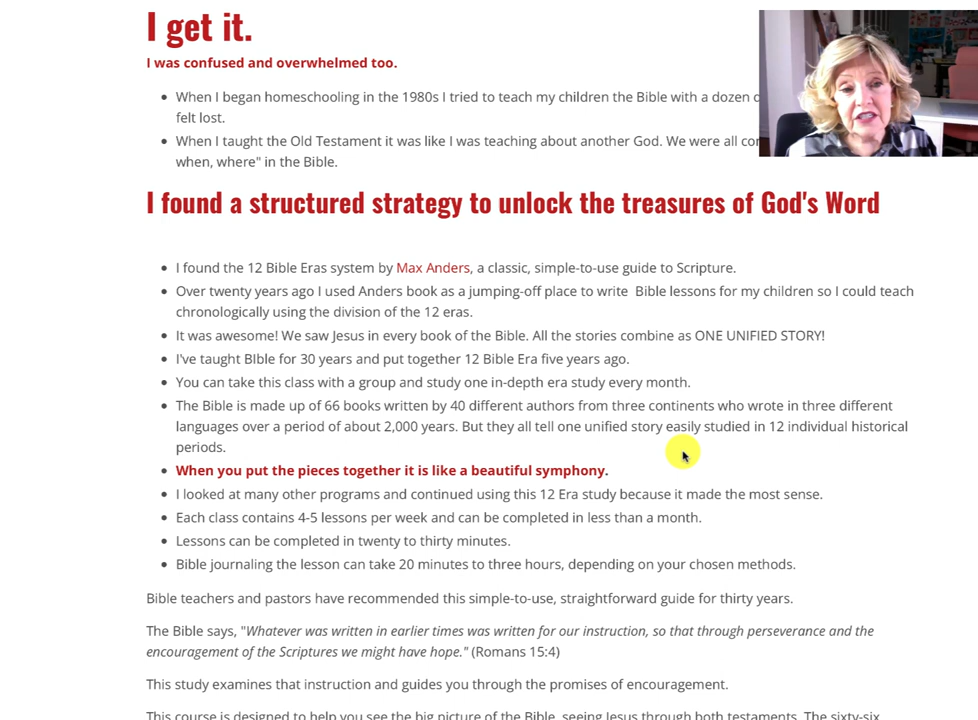 I get it.
I was confused and overwhelmed too.
When I began homeschooling in the 1980s I tried to teach my children the Bible with a dozen
felt lost.
When I taught the Old Testament it was like I was teaching about another God. We were all
when, where" in the Bible.
I found a structured strategy to unlock the treasures of God's Word
I found the 12 Bible Eras system by Max Anders, a classic, simple-to-use guide to Scripture.
Over twenty years ago I used Anders book as a jumping-off place to write Bible lessons for my children so I could teach
chronologically using the division of the 12 eras.
It was awesome! We saw Jesus in every book of the Bible. All the stories combine as ONE UNIFIED STORY!
I've taught BIble for 30 years and put together 12 Bible Era five years ago.
You can take this class with a group and study one in-depth era study every month.
The Bible is made up of 66 books written by 40 different authors from three continents who wrote in three different
languages over a period of about 2,000 years. But they all tell one unified story easily studied in 12 individual historical
periods.
When you put the pieces together it is like a beautiful symphony.
I looked at many other programs and continued using this 12 Era study because it made the most sense.
Each class contains 4-5 lessons per week and can be completed in less than a month.
Lessons can be completed in twenty to thirty minutes.
Bible journaling the lesson can take 20 minutes to three hours, depending on your chosen methods.
Bible teachers and pastors have recommended this simple-to-use, straightforward guide for thirty years.
The Bible says, "Whatever was written in earlier times was written for our instruction, so that through perseverance and the
encouragement of the Scriptures we might have hope." (Romans 15:4)
This study examines that instruction and guides you through the promises of encouragement.
This course is designed to help you see the big picture of the Bible, seeing Jesus through both testaments. The sixty-six